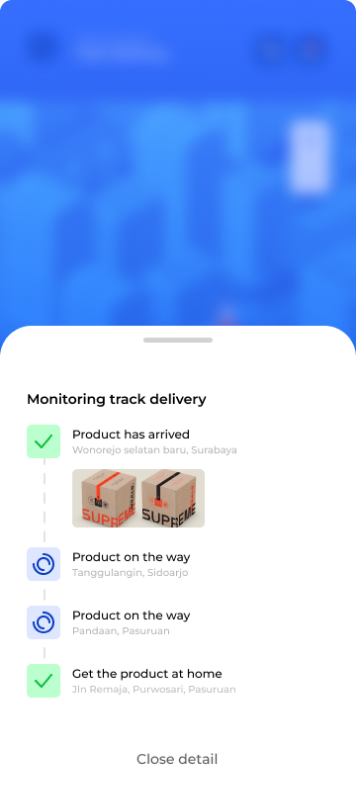 Monitoring track delivery
Product has arrived
Wonorejo selatan baru, Surabaya
SUPREME SUPREME
Product on the way
Tanggulangin, Sidoarjo
Product on the way
Pandaan, Pasuruan
Get the product at home
Jln Remaja, Purwosari, Pasuruan
Close detail